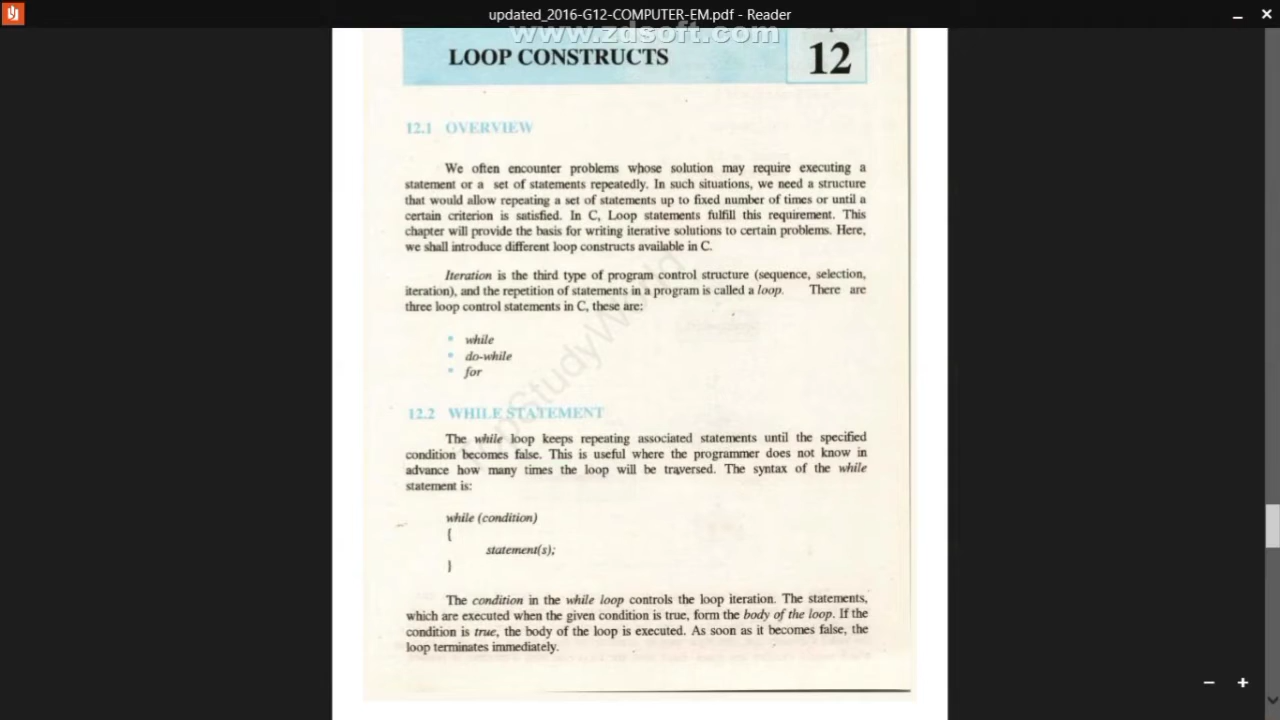 updated_2016-G12-COMPUTER-EM.pdf - Reader
www.zdsoft.com
LOOP CONSTRUCTS
12
12.1 OVERVIEW
We often encounter problems whose solution may require executing a
statement or a set of statements repeatedly. In such situations, we need a structure
that would allow repeating a set of statements up to fixed number of times or until a
certain criterion is satisfied. In C, Loop statements fulfill this requirement. This
chapter will provide the basis for writing iterative solutions to certain problems. Here,
we shall introduce different loop constructs available in C.
Iteration is the third type of program control structure (sequence, selection,
iteration), and the repetition of statements in a program is called a loop. There are
three loop control statements in C, these are:
• while
• do-while
• for
12.2 WHILE STATEMENT
The while loop keeps repeating associated statements until the specified
condition becomes false. This is useful where the programmer does not know in
advance how many times the loop will be traversed. The syntax of the while
statement is:
while (condition)
{
statement(s);
}
The condition in the while loop controls the loop iteration. The statements,
which are executed when the given condition is true, form the body of the loop. If the
condition is true, the body of the loop is executed. As soon as it becomes false, the
loop terminates immediately.